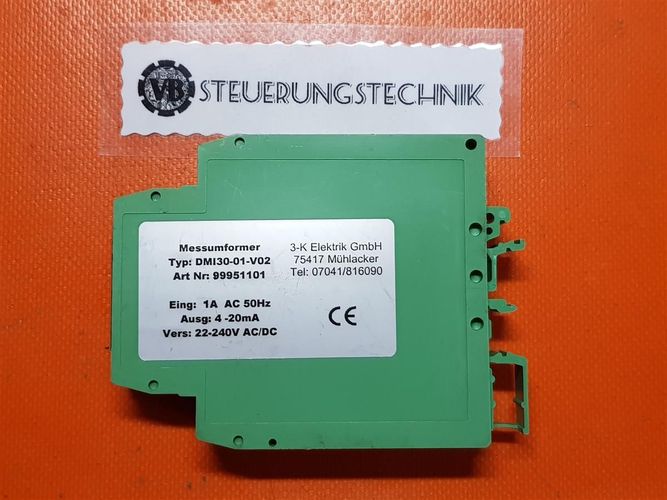 VB STEUERUNGSTECHNIK
Messumformer
Typ: DMI30-01-V02
Art Nr: 99951101
3-K Elektrik GmbH
75417 Mühlacker
Tel: 07041/816090
Eing: 1A AC 50Hz
Ausg: 4 -20mA
Vers: 22-240V AC/DC
CE